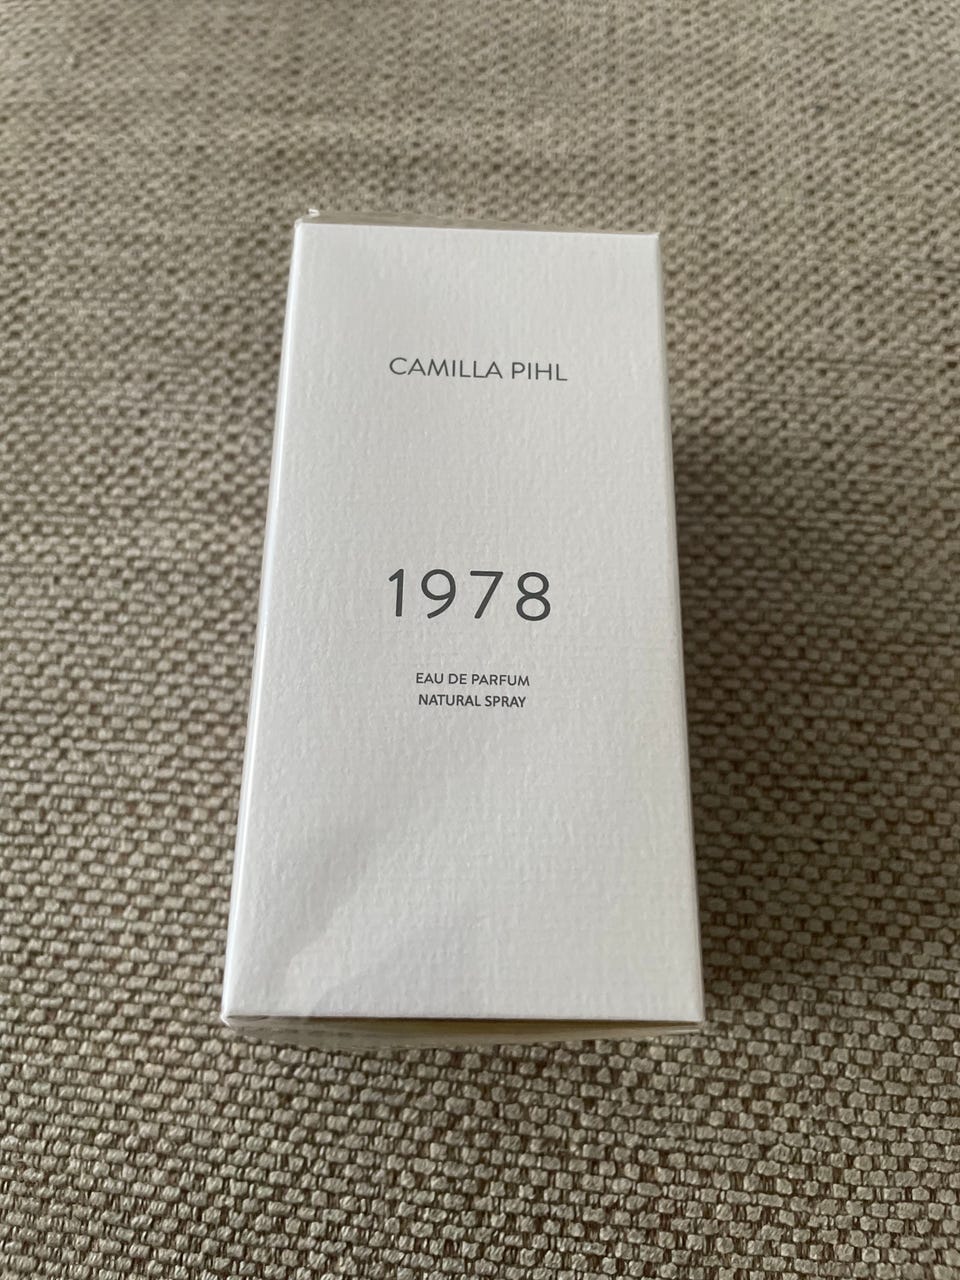 CAMILLA PIHL
1978
EAU DE PARFUM
NATURAL SPRAY